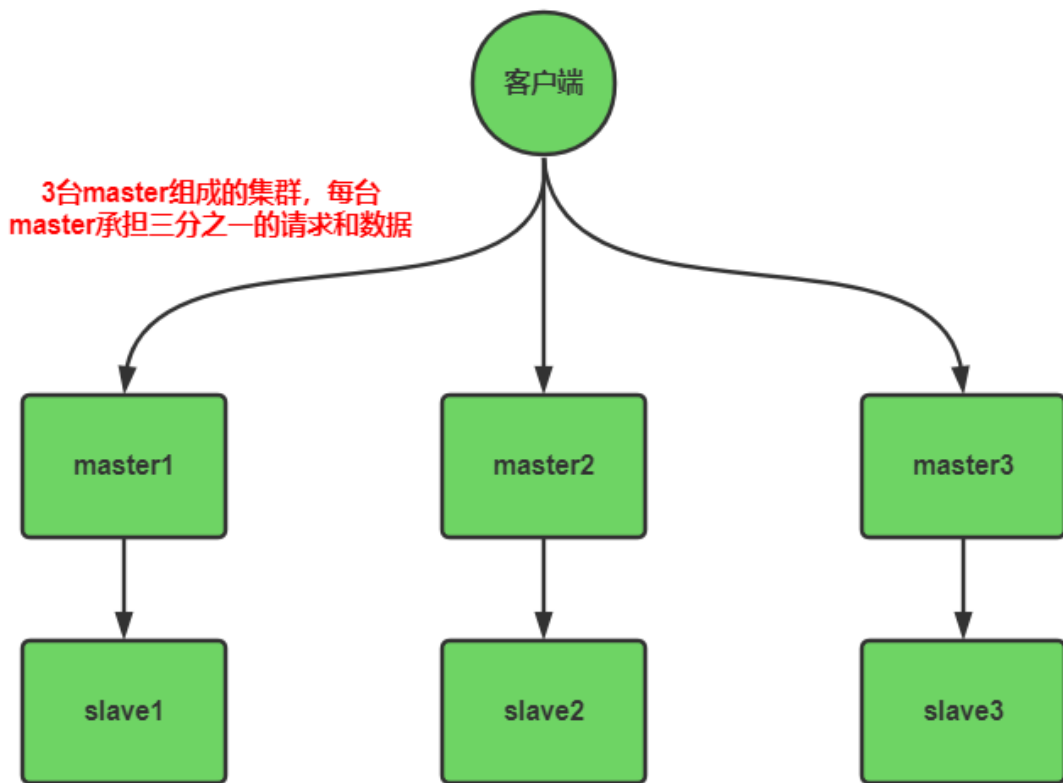 客户端
3台master组成的集群，每台
master承担三分之一的请求和数据
master1
master2
master3
slave1
slave2
slave3